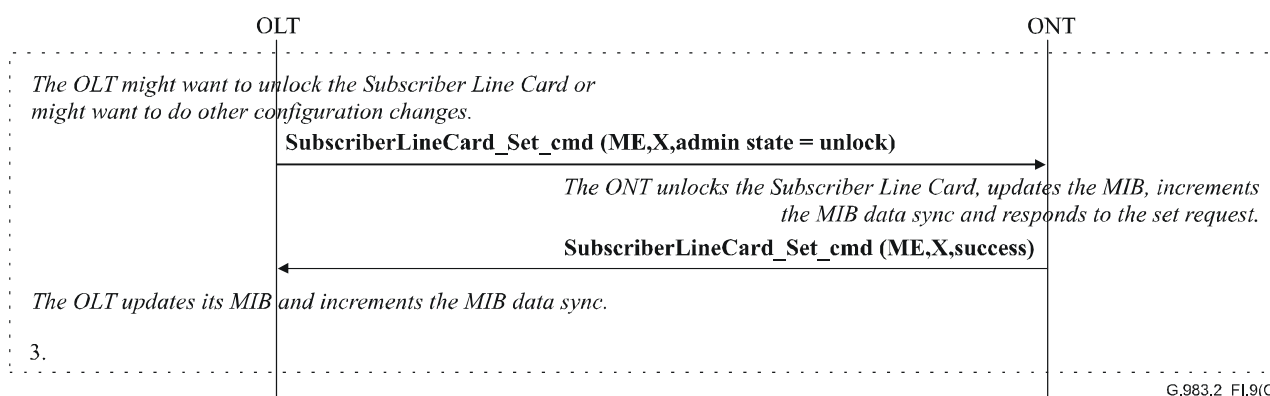 OLT
ONT
The OLT might want to unlock the Subscriber Line Card or
might want to do other configuration changes.
SubscriberLineCard_Set_cmd (ME,X,admin state = unlock)
The ONT unlocks the Subscriber Line Card, updates the MIB, increments
the MIB data sync and responds to the set request.
SubscriberLineCard_Set_cmd (ME,X,success)
The OLT updates its MIB and increments the MIB data sync.
3.
G.983.2_FI.9(C